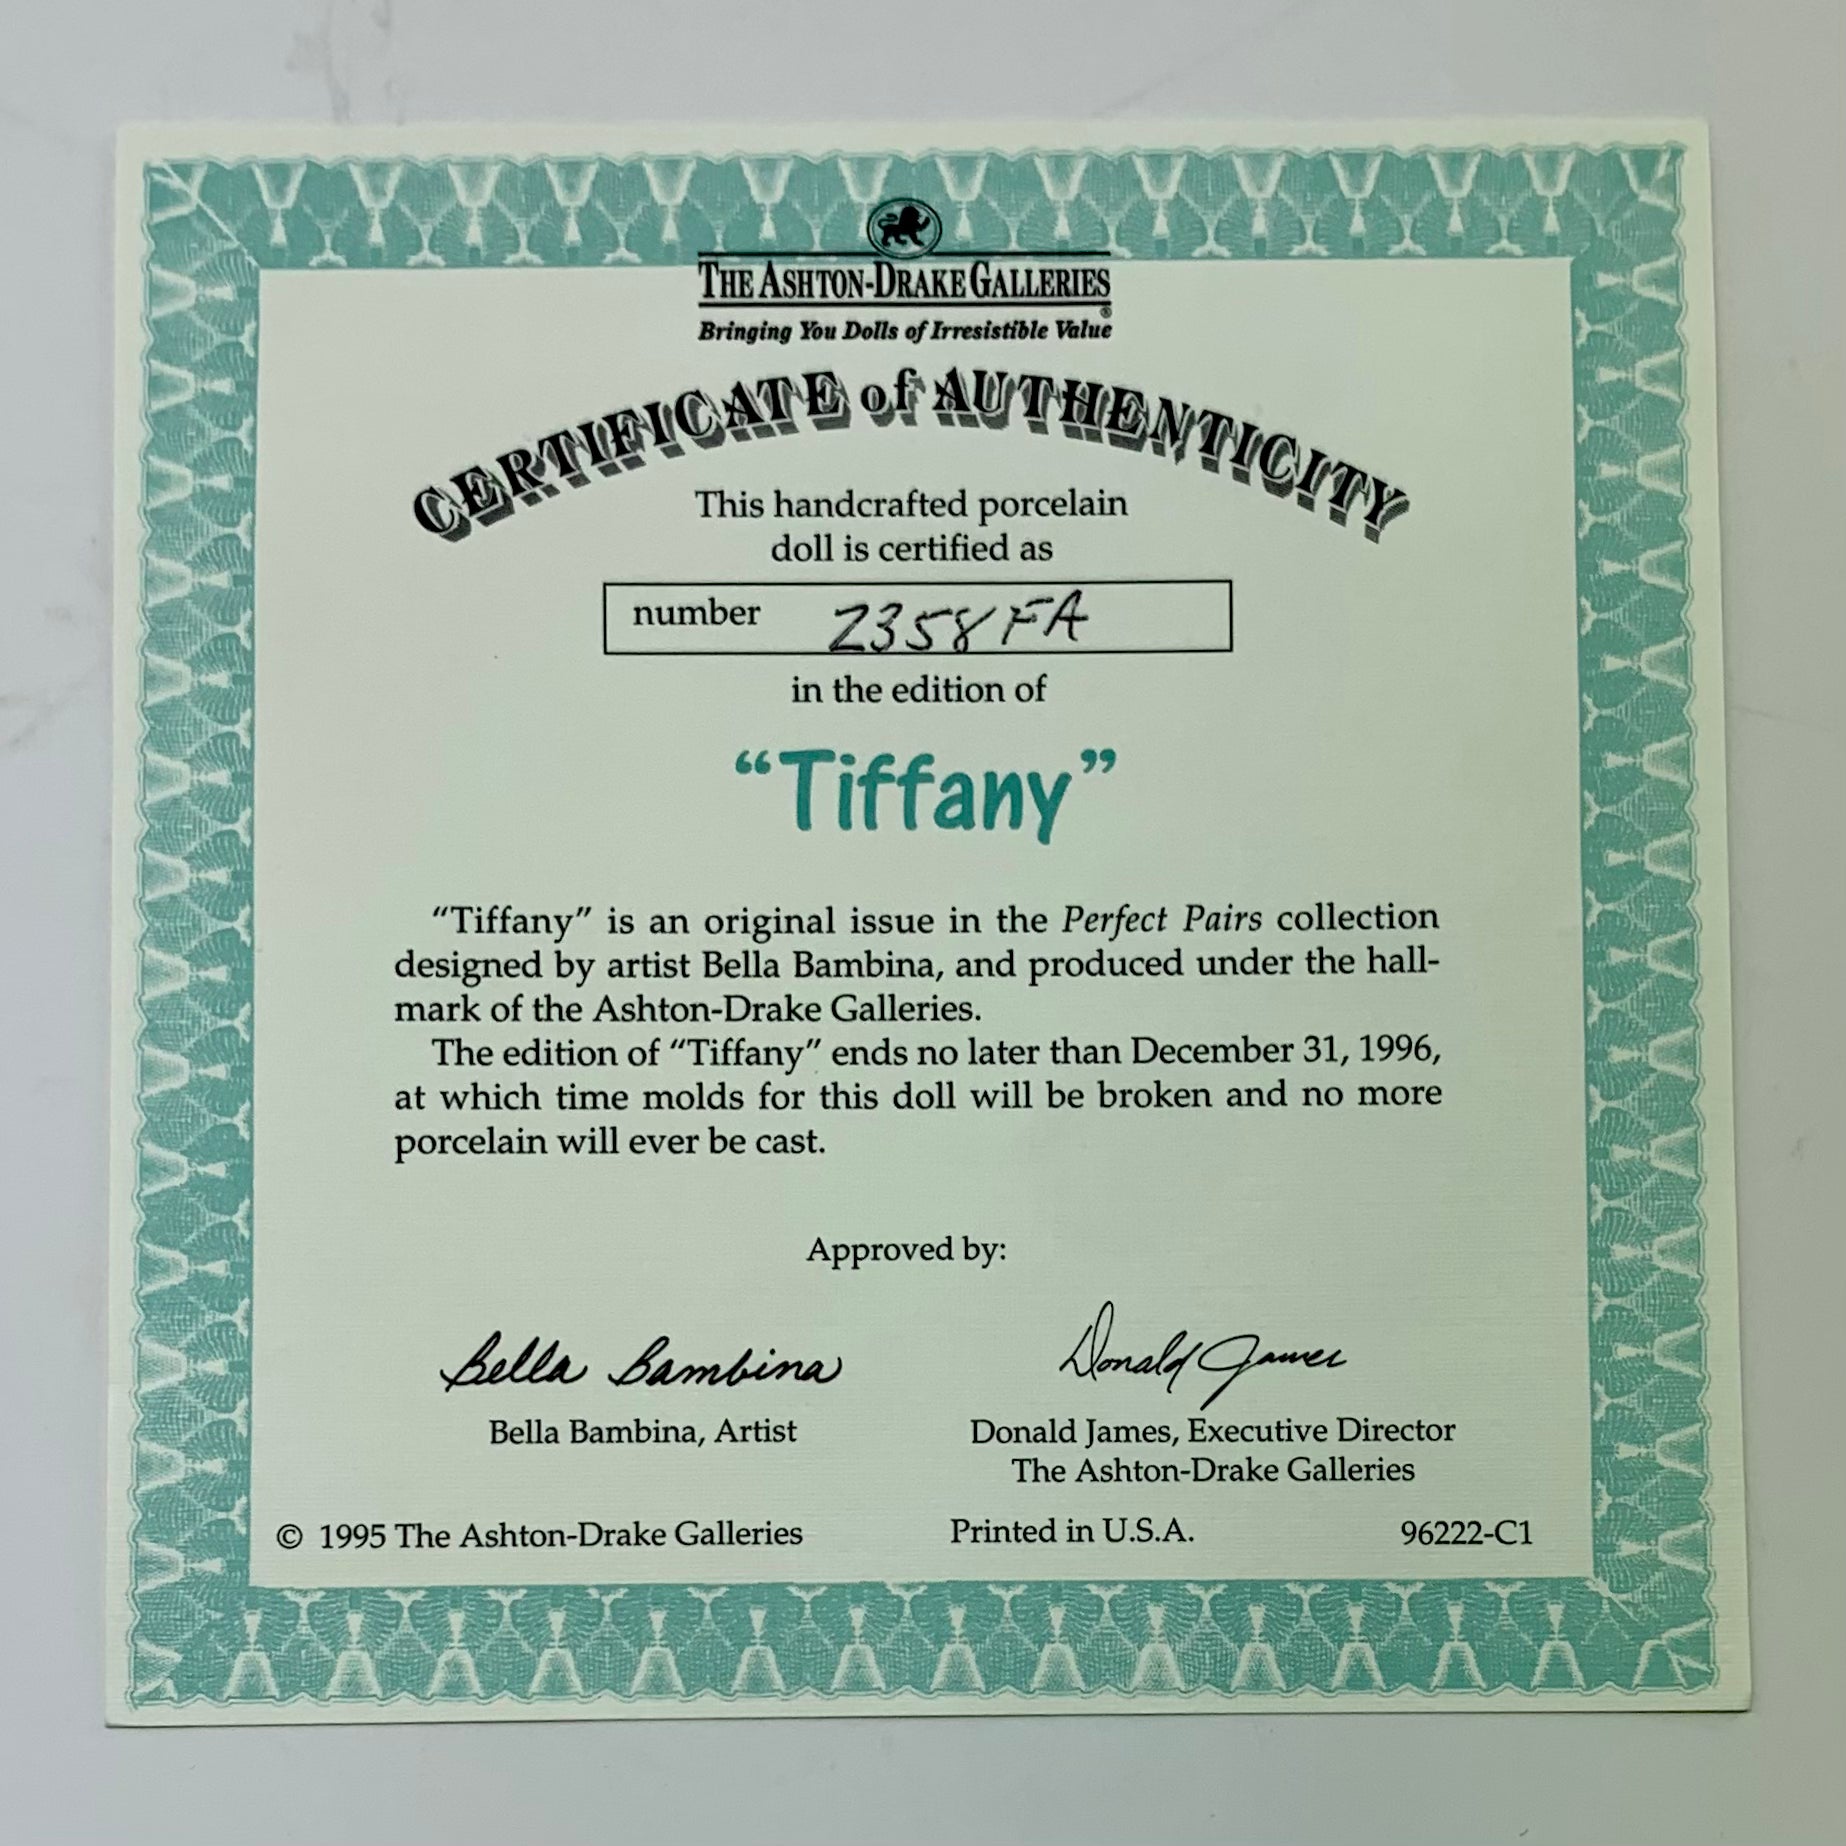 THE ASHTON-DRAKE GALLERIES
®
Bringing You Dolls of Irresistible Value
CERTIFICATE of AUTHENTICITY
This handcrafted porcelain
doll is certified as
number 2358FA
in the edition of
“Tiffany”
“Tiffany” is an original issue in the Perfect Pairs collection
designed by artist Bella Bambina, and produced under the hall-
mark of the Ashton-Drake Galleries.
The edition of “Tiffany” ends no later than December 31, 1996,
at which time molds for this doll will be broken and no more
porcelain will ever be cast.
Approved by:
Bella Bambina Donald James
Bella Bambina, Artist Donald James, Executive Director
The Ashton-Drake Galleries
© 1995 The Ashton-Drake Galleries Printed in U.S.A. 96222-C1